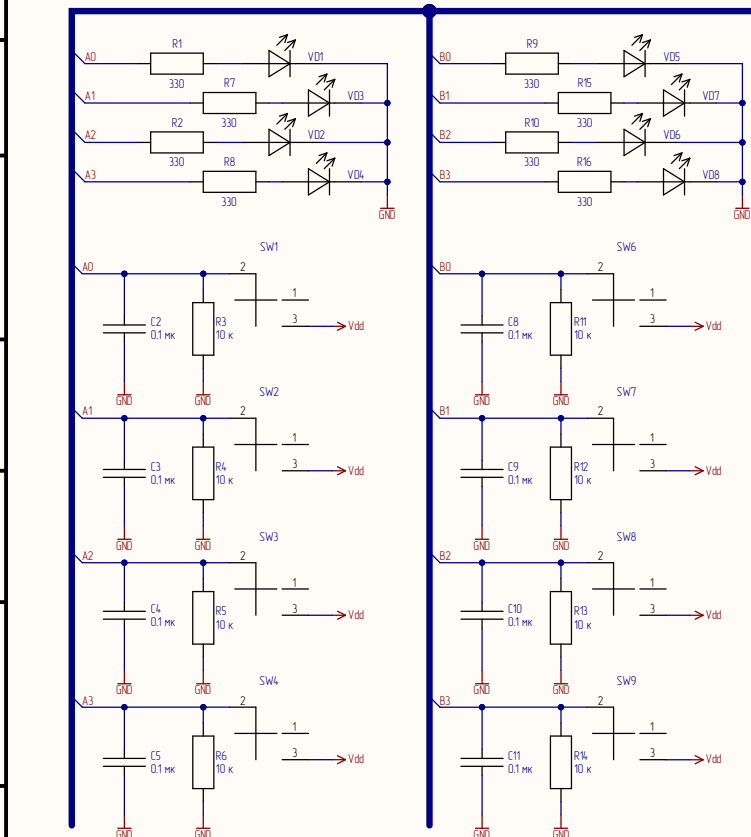 A0 R1 330 VD1
A1 R7 330 VD3
A2 R2 330 VD2
A3 R8 330 VD4
GND
B0 R9 330 VD5
B1 R15 330 VD7
B2 R10 330 VD6
B3 R16 330 VD8
GND
SW1
A0 2
1
C2 R3 3 Vdd
0.1 мк 10 к
GND GND
SW6
B0 2
1
C8 R11 3 Vdd
0.1 мк 10 к
GND GND
SW2
A1 2
1
C3 R4 3 Vdd
0.1 мк 10 к
GND GND
SW7
B1 2
1
C9 R12 3 Vdd
0.1 мк 10 к
GND GND
SW3
A2 2
1
C4 R5 3 Vdd
0.1 мк 10 к
GND GND
SW8
B2 2
1
C10 R13 3 Vdd
0.1 мк 10 к
GND GND
SW4
A3 2
1
C5 R6 3 Vdd
0.1 мк 10 к
GND GND
SW9
B3 2
1
C11 R14 3 Vdd
0.1 мк 10 к
GND GND